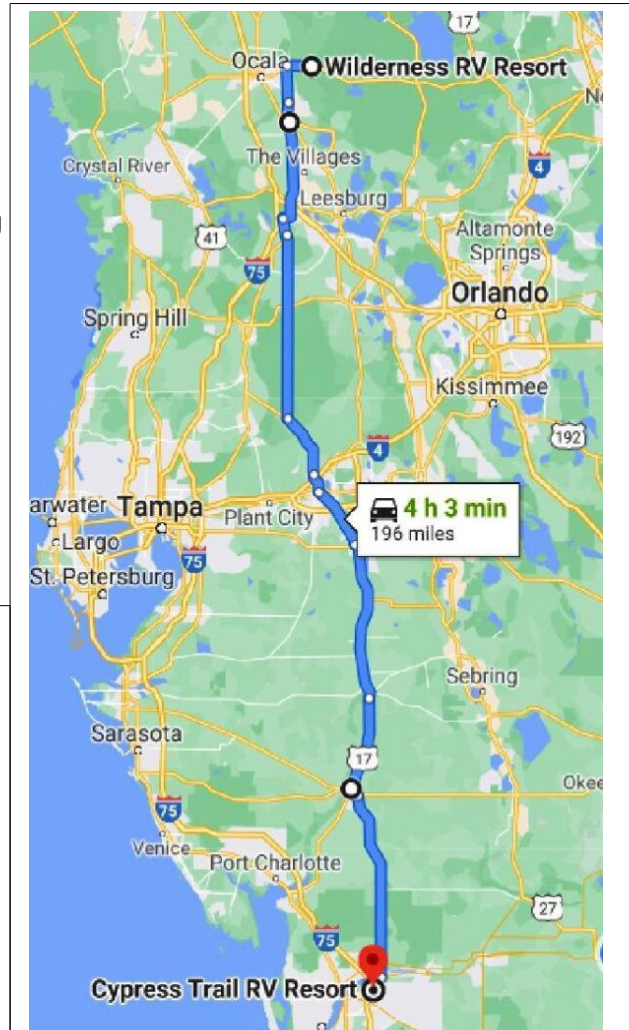 17
Ocala
Wilderness RV Resort
The Villages
Crystal River
Leesburg
4
41
Altamonte
Springs
75
Orlando
Spring Hill
Kissimmee
192
4
4 h 3 min
196 miles
arwater
Tampa
Plant City
Largo
75
St. Petersburg
Sebring
Sarasota
17
Okee
75
Venice
Port Charlotte
27
75
Cypress Trail RV Resort